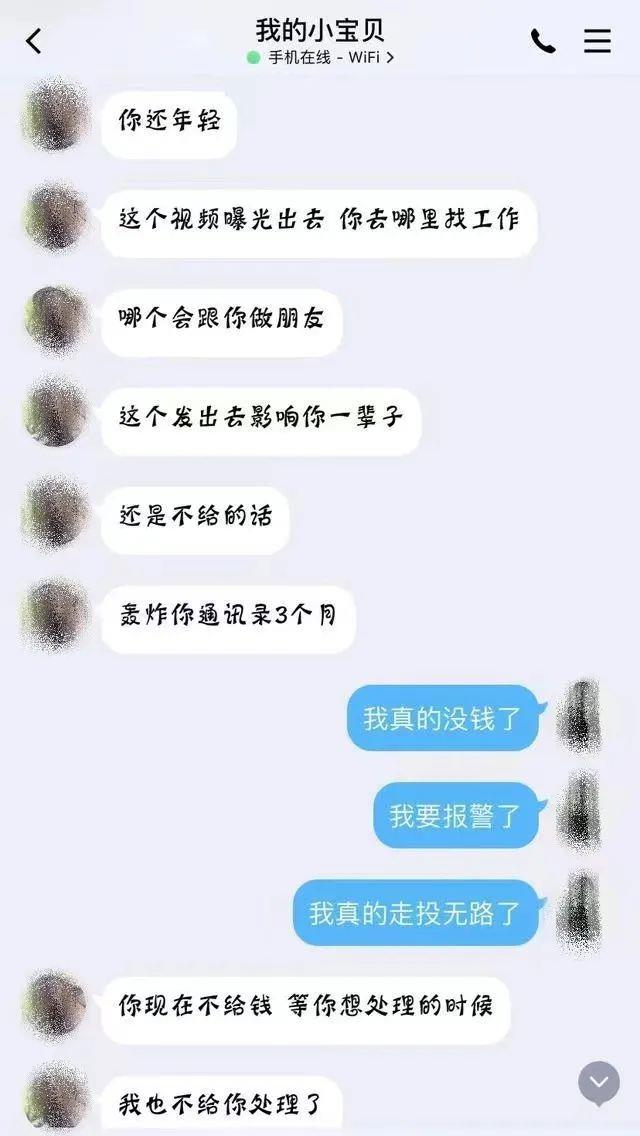 我的小宝贝
手机在线 - WiFi
你还年轻
这个视频曝光出去 你去哪里找工作
哪个会跟你做朋友
这个发出去影响你一辈子
还是不给的话
轰炸你通讯录3个月
我真的没钱了
我要报警了
我真的走投无路了
你现在不给钱 等你想处理的时候
我也不给你处理了